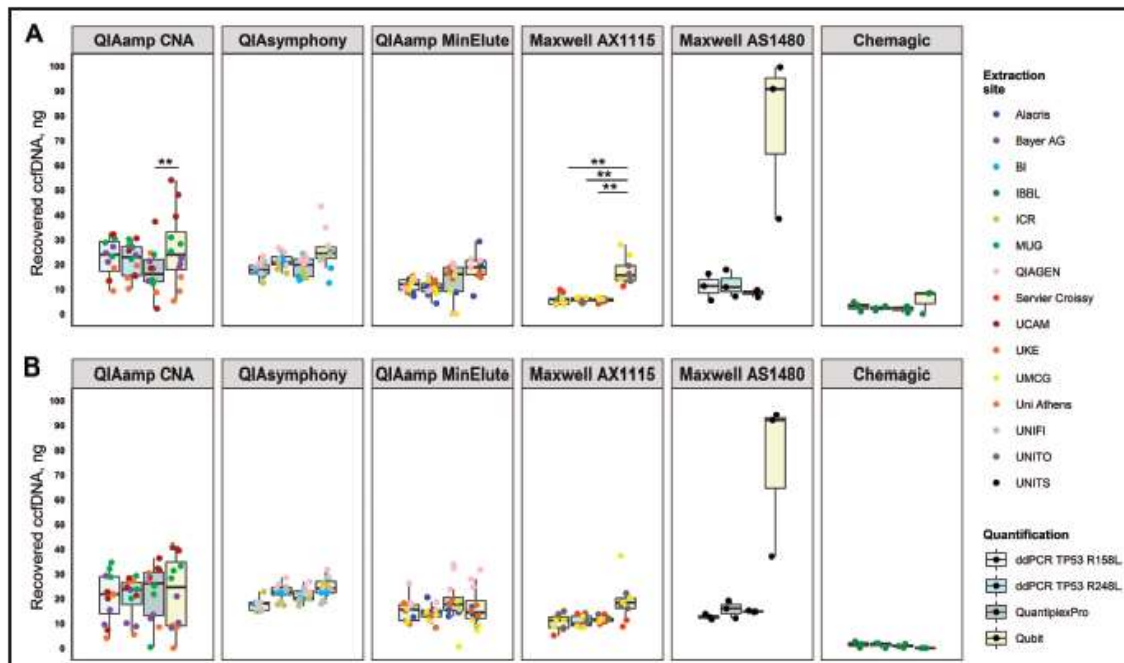 A
QIAamp CNA
QIAsymphony
QIAamp MinElute
Maxwell AX1115
Maxwell AS1480
Chemagic
Recovered ccfDNA, ng
100
90
80
70
60
50
40
30
20
10
0
**
**
**
**
B
QIAamp CNA
QIAsymphony
QIAamp MinElute
Maxwell AX1115
Maxwell AS1480
Chemagic
Recovered ccfDNA, ng
100
90
80
70
60
50
40
30
20
10
0
Extraction
site
Alacris
Bayer AG
BI
IBBL
ICR
MUG
QIAGEN
Servier Croissy
UCAM
UKE
UMCG
Uni Athens
UNIFI
UNITO
UNITS
Quantification
ddPCR TP53 R158L
ddPCR TP53 R248L
QuantiplexPro
Qubit